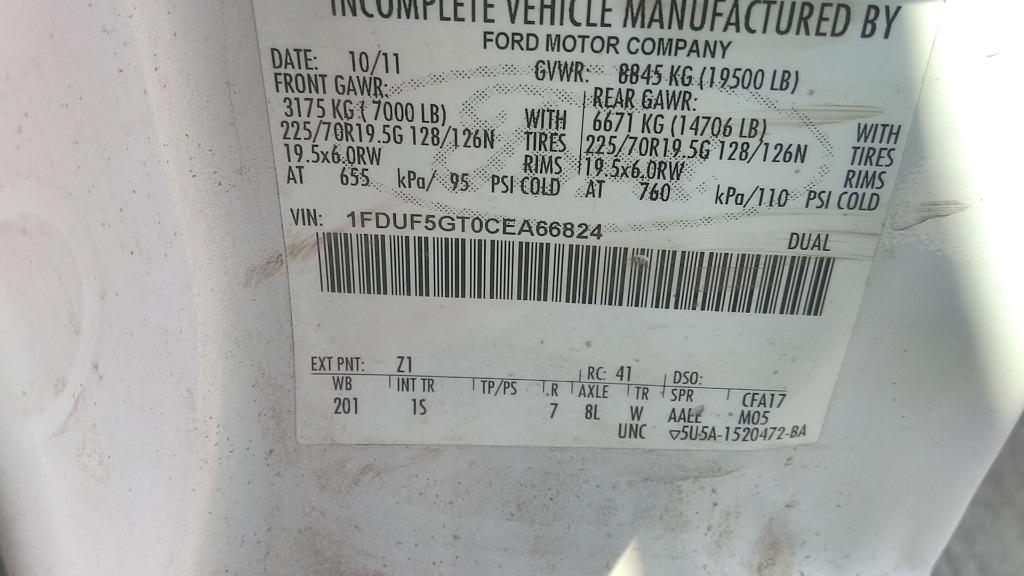 INCOMPLETE VEHICLE MANUFACTURED BY
FORD MOTOR COMPANY
DATE: 10/11 GVWR: 8845 KG (19500 LB)
FRONT GAWR: REAR GAWR:
3175 KG ( 7000 LB) WITH 6671 KG (14706 LB) WITH
225/70R19.5G 128/126N TIRES 225/70R19.5G 128/126N TIRES
19.5x6.0RW RIMS 19.5x6.0RW RIMS
AT 655 kPa/ 95 PSI COLD AT 760 kPa/110 PSI COLD
VIN: 1FDUF5GT0CEA66824 DUAL
EXT PNT: Z1 RC: 41 DSO:
WB INT TR TP/PS R AXLE TR SPR CFA17
201 1S 7 8L W M05
UNC ▽5U5A-1520472-BA